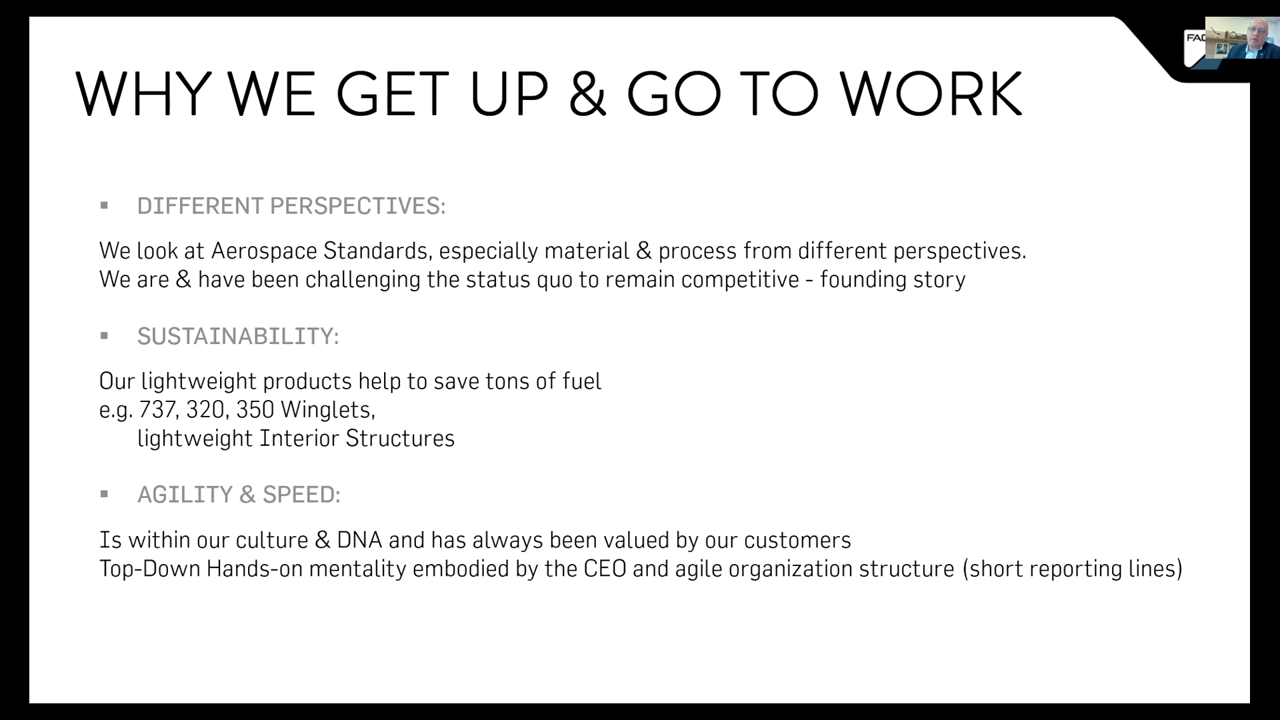 WHY WE GET UP & GO TO WORK
▪ DIFFERENT PERSPECTIVES:
We look at Aerospace Standards, especially material & process from different perspectives.
We are & have been challenging the status quo to remain competitive - founding story
▪ SUSTAINABILITY:
Our lightweight products help to save tons of fuel
e.g. 737, 320, 350 Winglets,
lightweight Interior Structures
▪ AGILITY & SPEED:
Is within our culture & DNA and has always been valued by our customers
Top-Down Hands-on mentality embodied by the CEO and agile organization structure (short reporting lines)